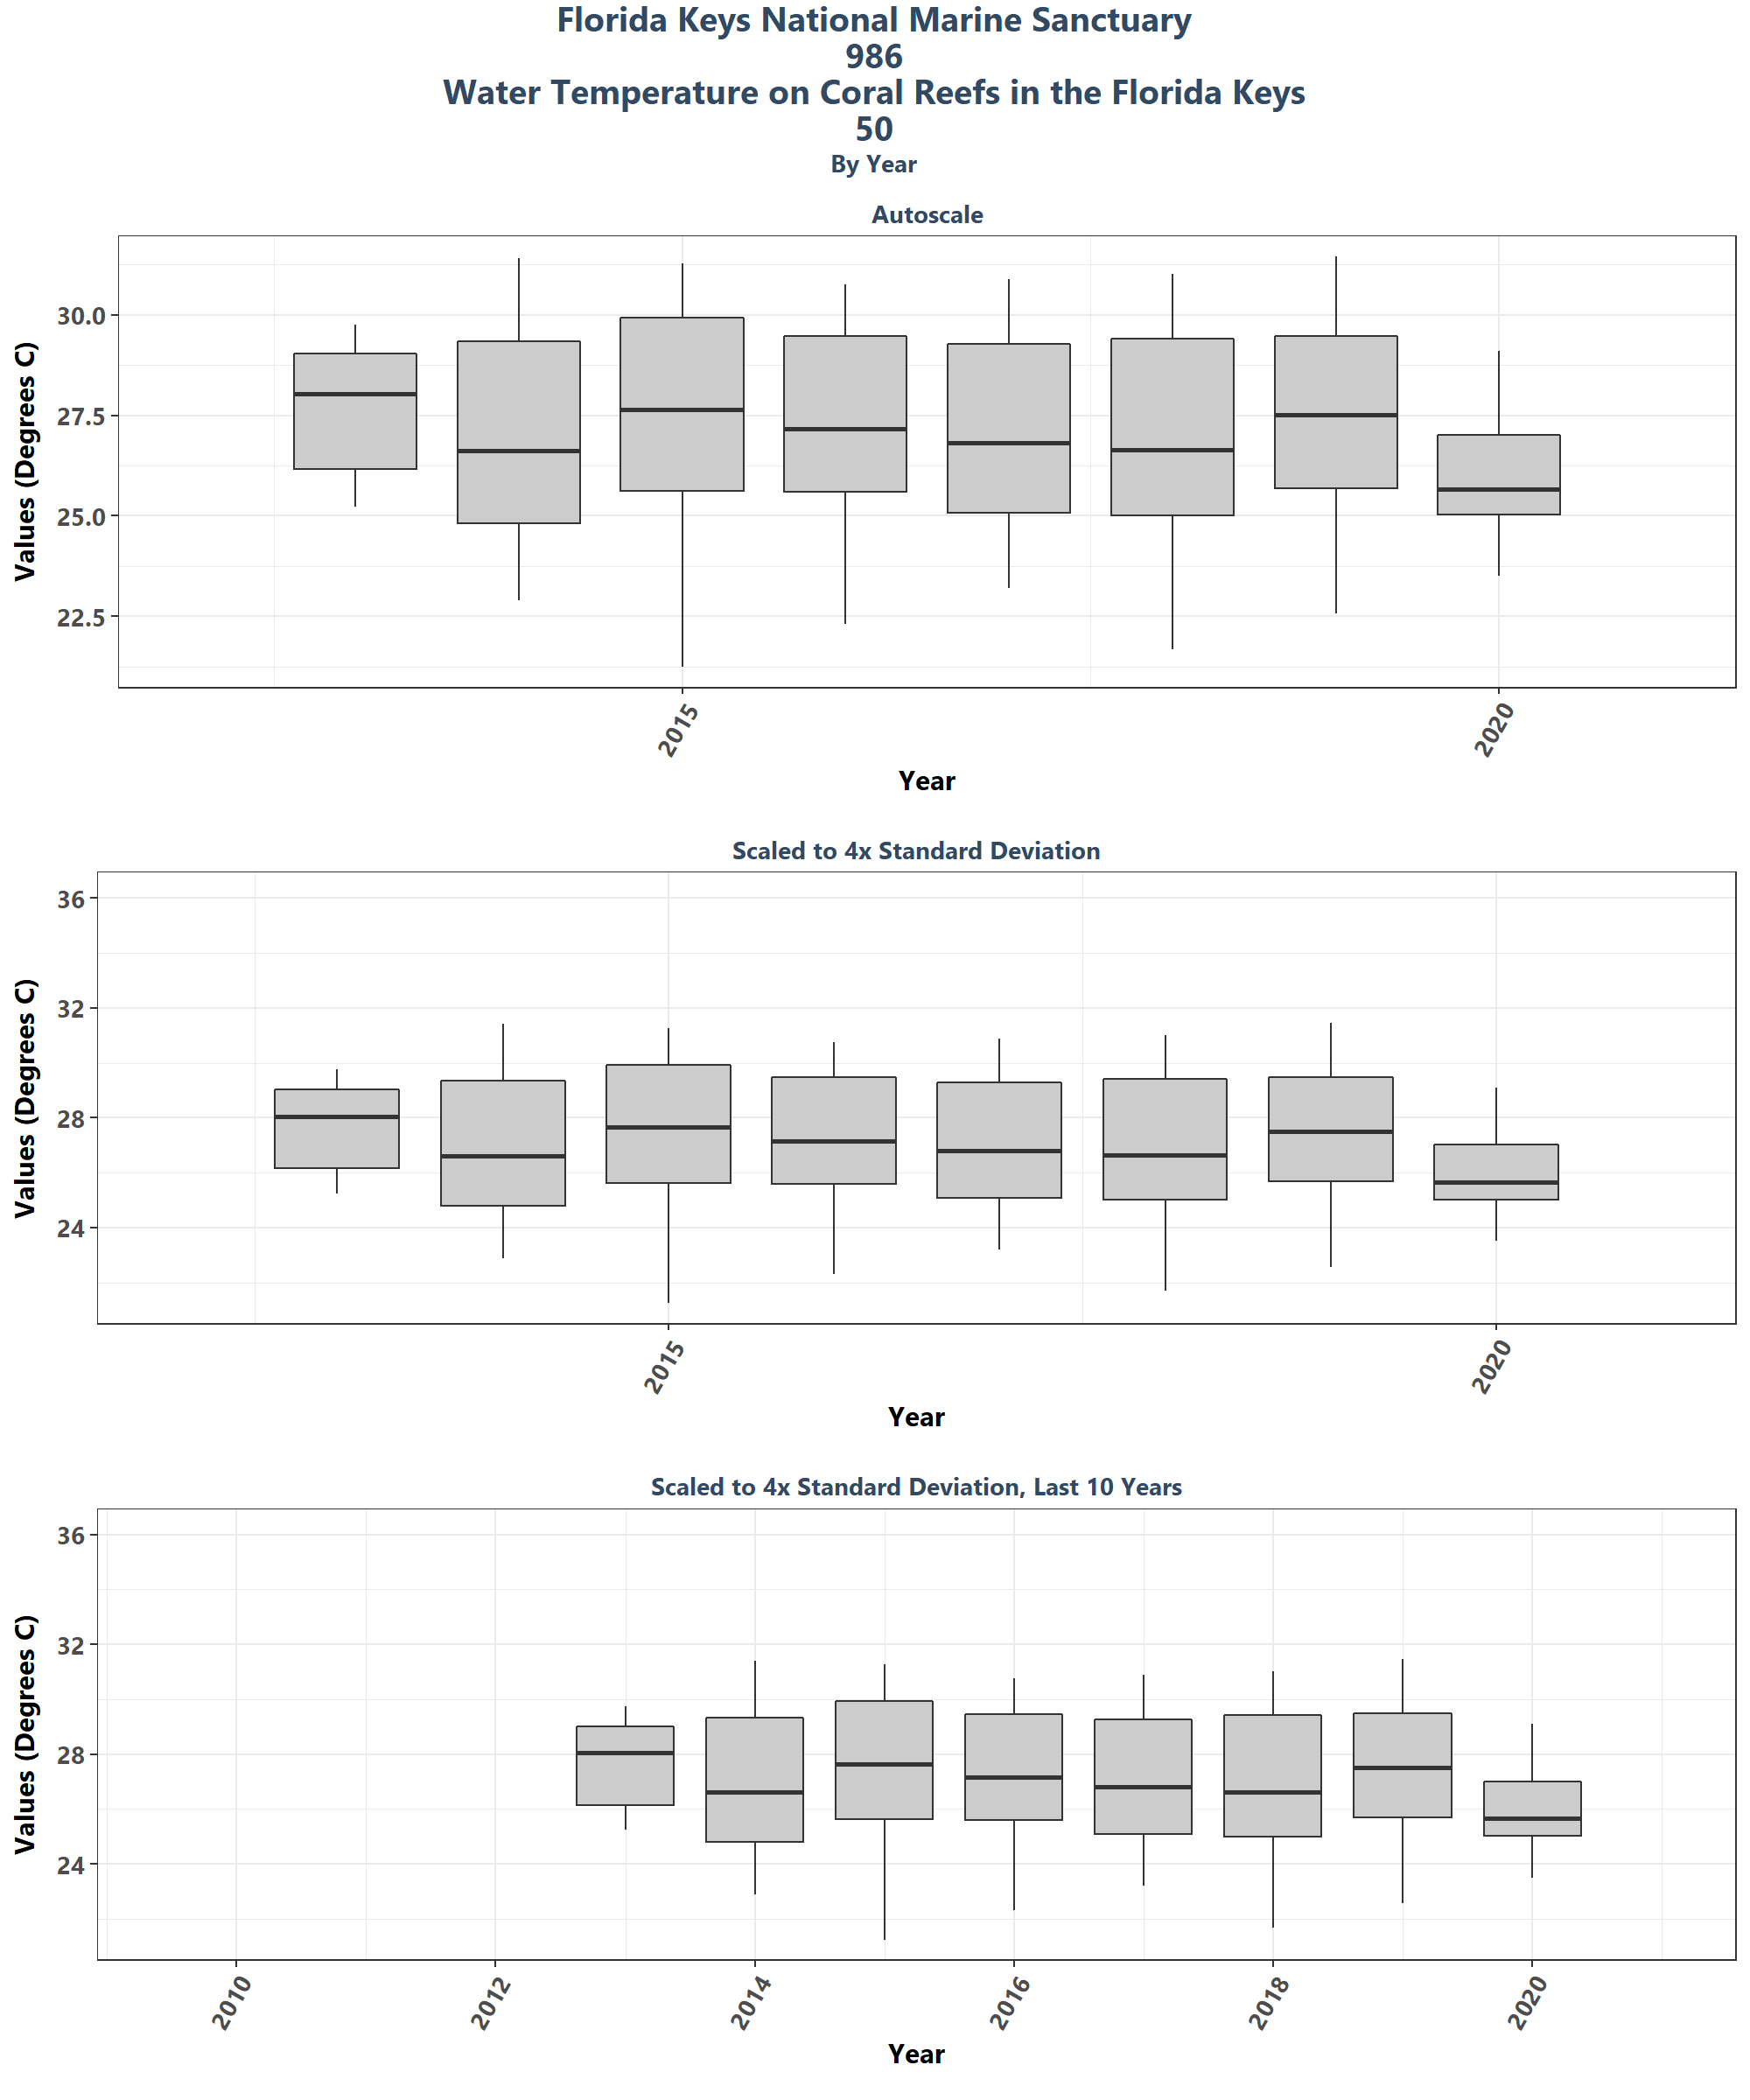 Florida Keys National Marine Sanctuary
986
Water Temperature on Coral Reefs in the Florida Keys
50
By Year
Autoscale
Values (Degrees C)
30.0
27.5
25.0
22.5
2015
2020
Year
Scaled to 4x Standard Deviation
Values (Degrees C)
36
32
28
24
2015
2020
Year
Scaled to 4x Standard Deviation, Last 10 Years
Values (Degrees C)
36
32
28
24
2010
2012
2014
2016
2018
2020
Year